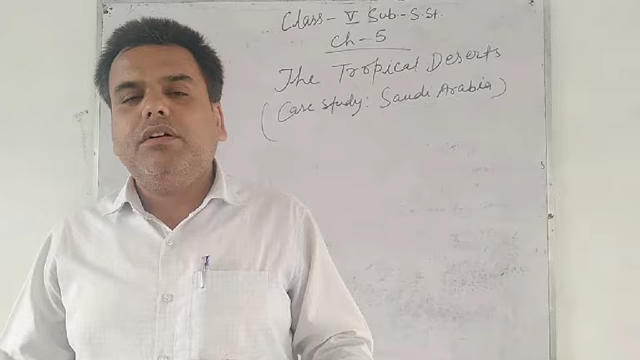 Class- V Sub- S.St.
Ch-5
The Tropical Deserts
(Case study: Saudi Arabia)